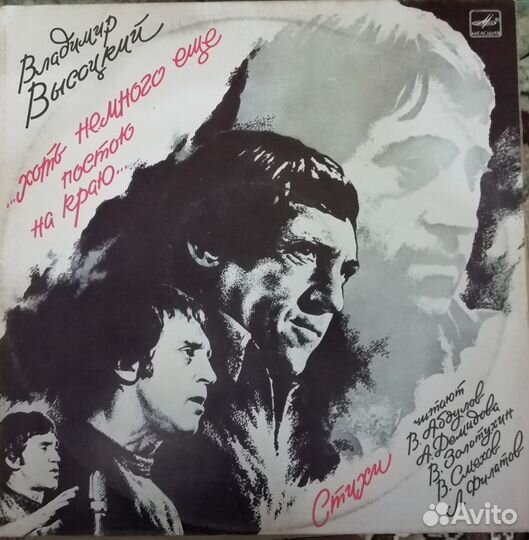 Владимир
Высоцкий
...хоть немного еще
постою
на краю...
МЕЛОДИЯ
Стихи
читают
В. Абдулов
А. Демидова
В. Золотухин
В. Смехов
Л. Филатов
Avito